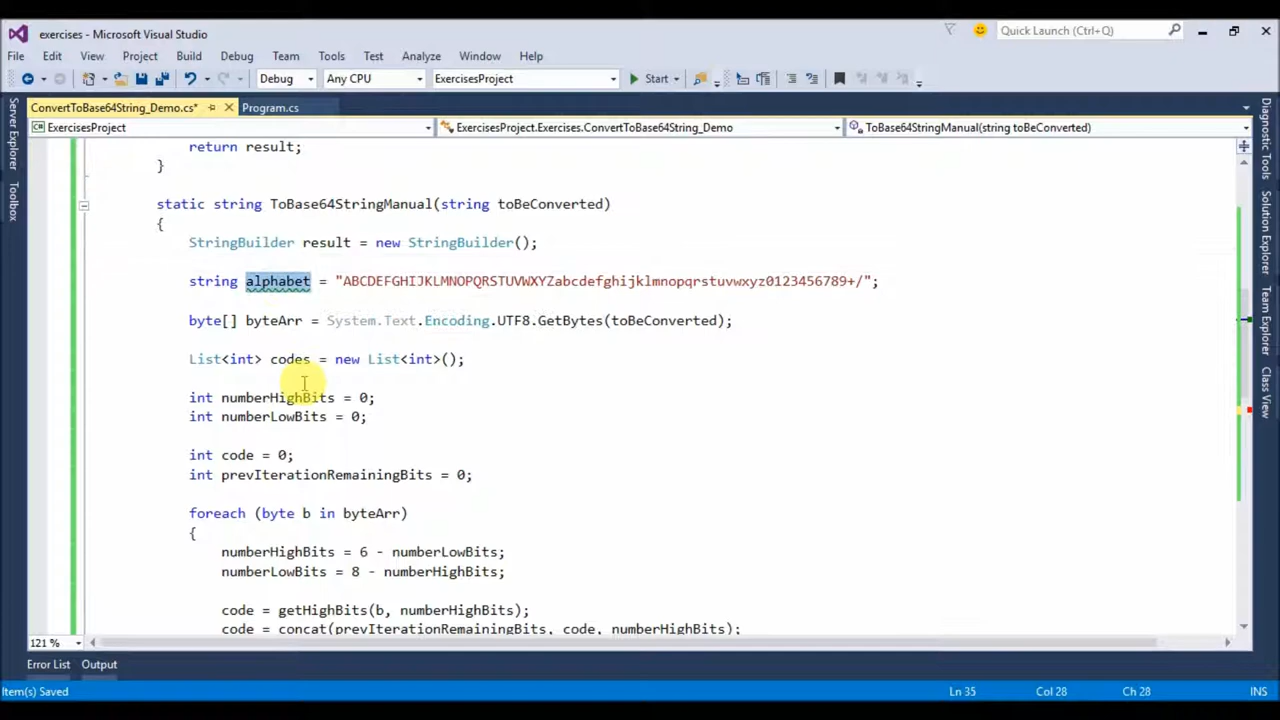 exercises - Microsoft Visual Studio
Quick Launch (Ctrl+Q)
File Edit View Project Build Debug Team Tools Test Analyze Window Help
Debug Any CPU ExercisesProject Start
ConvertToBase64String_Demo.cs* Program.cs
ExercisesProject ExercisesProject.Exercises.ConvertToBase64String_Demo ToBase64StringManual(string toBeConverted)
Server Explorer
Toolbox
return result;
}
static string ToBase64StringManual(string toBeConverted)
{
StringBuilder result = new StringBuilder();
string alphabet = "ABCDEFGHIJKLMNOPQRSTUVWXYZabcdefghijklmnopqrstuvwxyz0123456789+/";
byte[] byteArr = System.Text.Encoding.UTF8.GetBytes(toBeConverted);
List<int> codes = new List<int>();
int numberHighBits = 0;
int numberLowBits = 0;
int code = 0;
int prevIterationRemainingBits = 0;
foreach (byte b in byteArr)
{
numberHighBits = 6 - numberLowBits;
numberLowBits = 8 - numberHighBits;
code = getHighBits(b, numberHighBits);
code = concat(prevIterationRemainingBits, code, numberHighBits);
Diagnostic Tools
Solution Explorer
Team Explorer
Class View
121 %
Error List Output
Item(s) Saved Ln 35 Col 28 Ch 28 INS